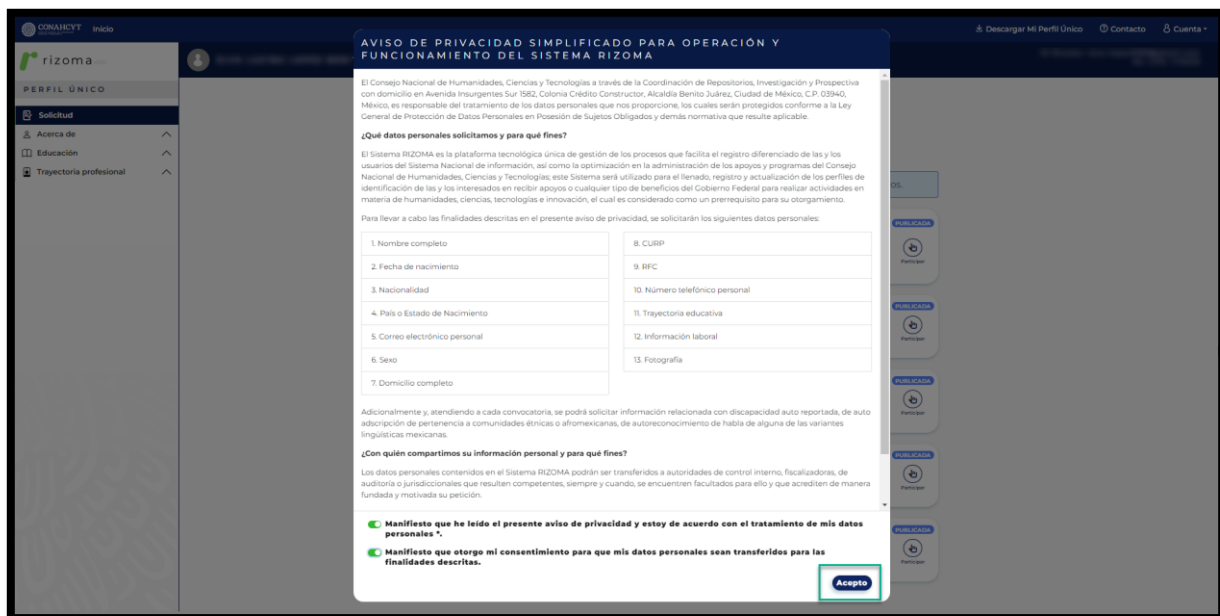 CONAHCYT Inicio
Descargar Mi Perfil Único Contacto Cuenta
rizoma
PERFIL ÚNICO
Solicitud
Acerca de
Educación
Trayectoria profesional
AVISO DE PRIVACIDAD SIMPLIFICADO PARA OPERACIÓN Y
FUNCIONAMIENTO DEL SISTEMA RIZOMA
El Consejo Nacional de Humanidades, Ciencias y Tecnologías a través de la Coordinación de Repositorios, Investigación y Prospectiva
con domicilio en Avenida Insurgentes Sur 1582, Colonia Crédito Constructor, Alcaldía Benito Juárez, Ciudad de México, C.P. 03940,
México, es responsable del tratamiento de los datos personales que nos proporcione, los cuales serán protegidos conforme a la Ley
General de Protección de Datos Personales en Posesión de Sujetos Obligados y demás normativa que resulte aplicable.
¿Qué datos personales solicitamos y para qué fines?
El Sistema RIZOMA es la plataforma tecnológica única de gestión de los procesos que facilita el registro diferenciado de las y los
usuarios del Sistema Nacional de información, así como la optimización en la administración de los apoyos y programas del Consejo
Nacional de Humanidades, Ciencias y Tecnologías; este Sistema será utilizado para el llenado, registro y actualización de los perfiles de
identificación de las y los interesados en recibir apoyos o cualquier tipo de beneficios del Gobierno Federal para realizar actividades en
materia de humanidades, ciencias, tecnologías e innovación, el cual es considerado como un prerrequisito para su otorgamiento.
Para llevar a cabo las finalidades descritas en el presente aviso de privacidad, se solicitarán los siguientes datos personales:
1. Nombre completo
2. Fecha de nacimiento
3. Nacionalidad
4. País o Estado de Nacimiento
5. Correo electrónico personal
6. Sexo
7. Domicilio completo
8. CURP
9. RFC
10. Número telefónico personal
11. Trayectoria educativa
12. Información laboral
13. Fotografía
Adicionalmente y, atendiendo a cada convocatoria, se podrá solicitar información relacionada con discapacidad auto reportada, de auto
adscripción de pertenencia a comunidades étnicas o afromexicanas, de autoreconocimiento de habla de alguna de las variantes
lingüísticas mexicanas.
¿Con quién compartimos su información personal y para qué fines?
Los datos personales contenidos en el Sistema RIZOMA podrán ser transferidos a autoridades de control interno, fiscalizadoras, de
auditoría o jurisdiccionales que resulten competentes, siempre y cuando, se encuentren facultados para ello y que acrediten de manera
fundada y motivada su petición.
Manifiesto que he leído el presente aviso de privacidad y estoy de acuerdo con el tratamiento de mis datos
personales *.
Manifiesto que otorgo mi consentimiento para que mis datos personales sean transferidos para las
finalidades descritas.
Acepto
OS.
PUBLICADA
Participar
PUBLICADA
Participar
PUBLICADA
Participar
PUBLICADA
Participar
PUBLICADA
Participar